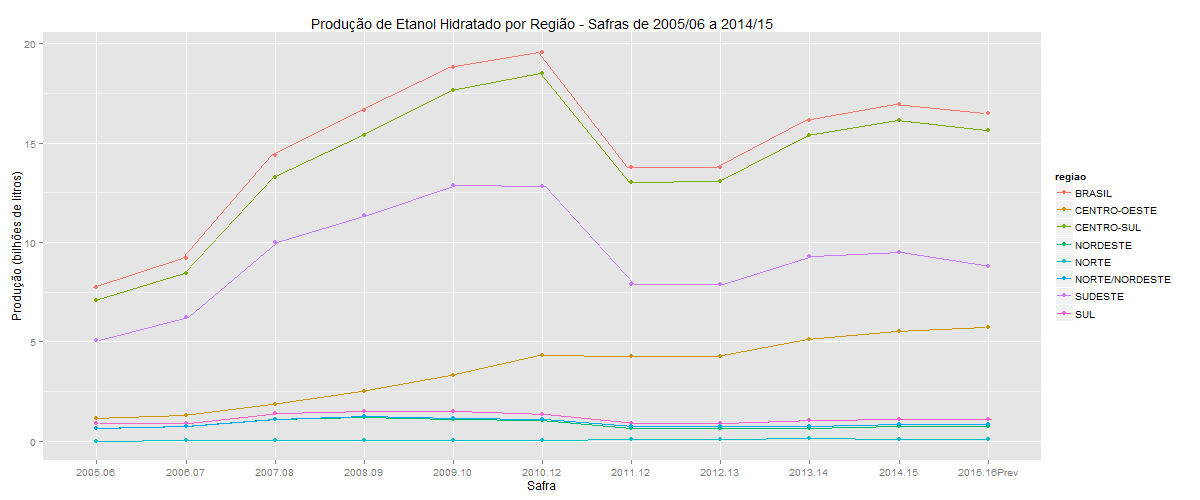 Produção de Etanol Hidratado por Região - Safras de 2005/06 a 2014/15
Produção (bilhões de litros)
20
15
10
5
0
2005.06 2006.07 2007.08 2008.09 2009.10 2010.12 2011.12 2012.13 2013.14 2014.15 2015.16Prev
Safra
regiao
BRASIL
CENTRO-OESTE
CENTRO-SUL
NORDESTE
NORTE
NORTE/NORDESTE
SUDESTE
SUL